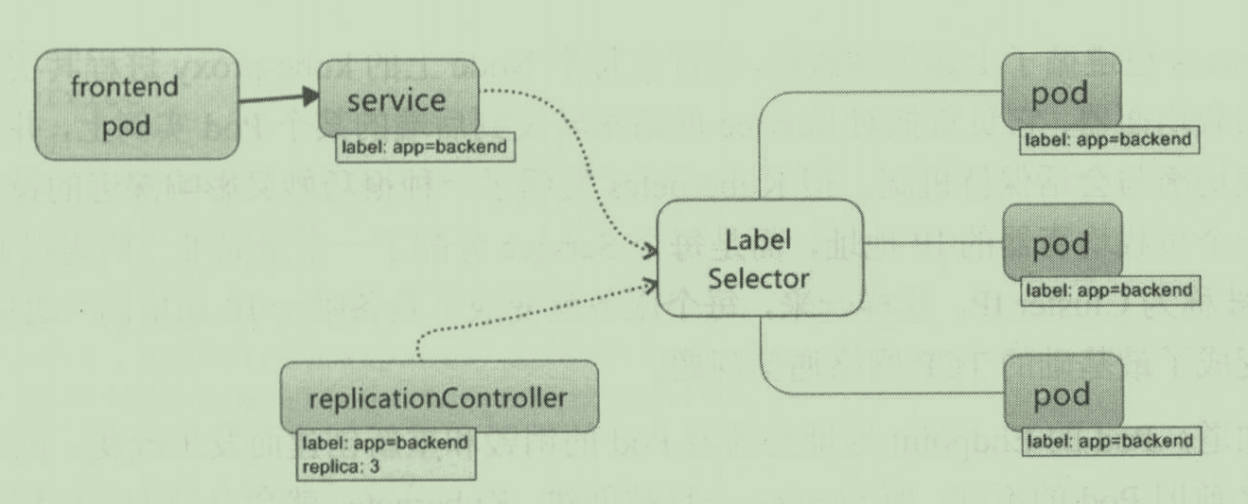 frontend
pod
service
label: app=backend
replicationController
label: app=backend
replica: 3
Label
Selector
pod
label: app=backend
pod
label: app=backend
pod
label: app=backend